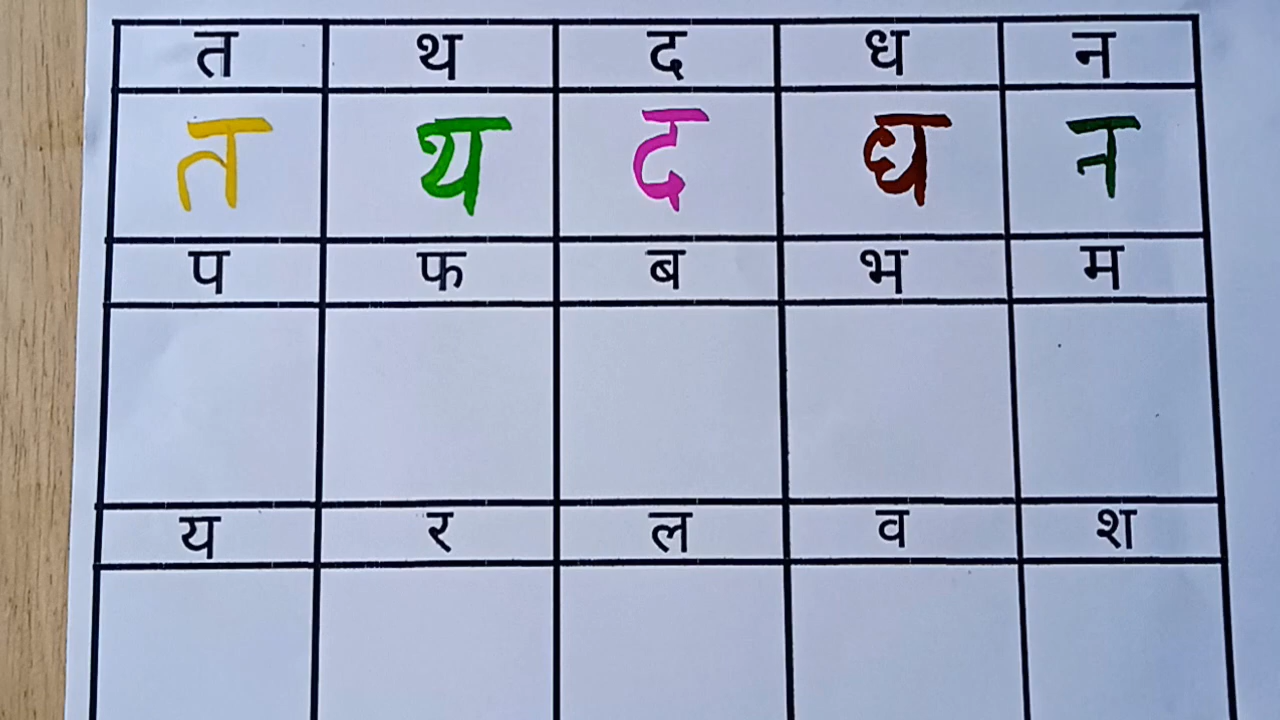 त थ द ध न
त थ द ध न
प फ ब भ म
य र ल व श